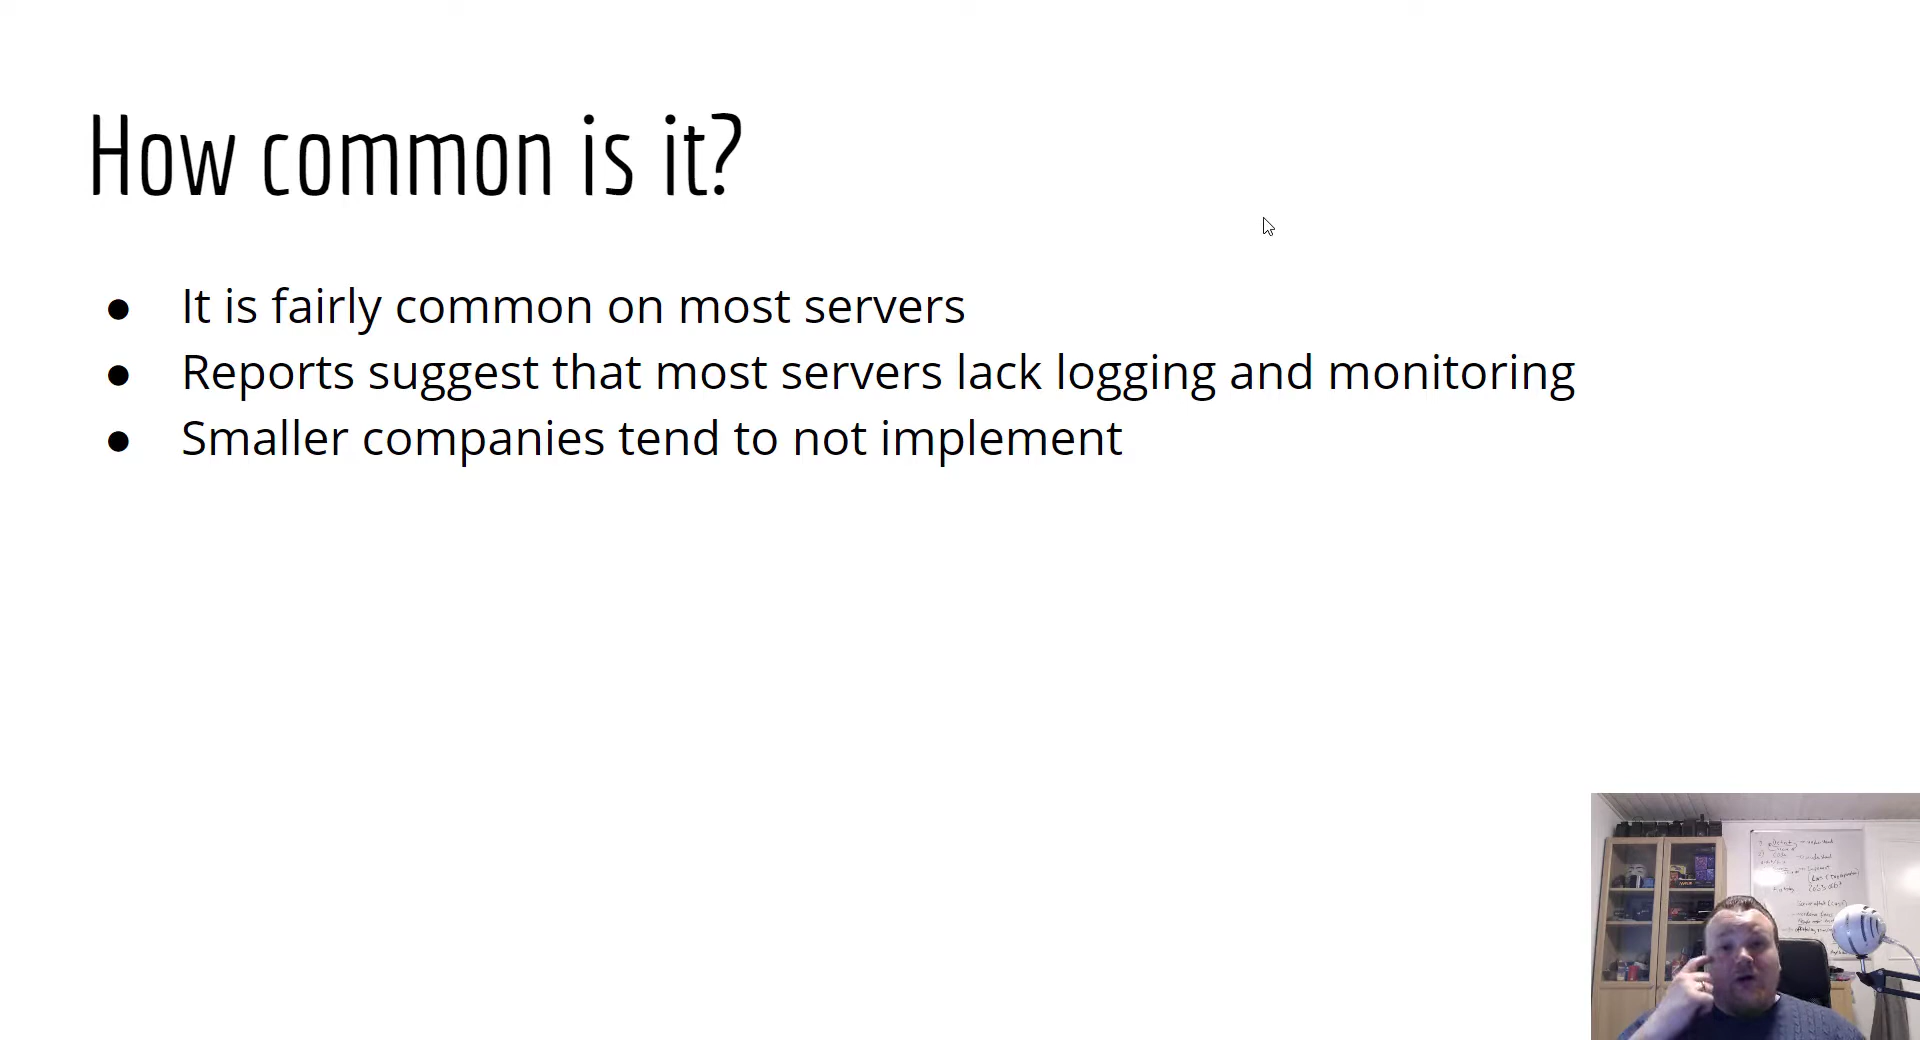 How common is it?
● It is fairly common on most servers
● Reports suggest that most servers lack logging and monitoring
● Smaller companies tend to not implement